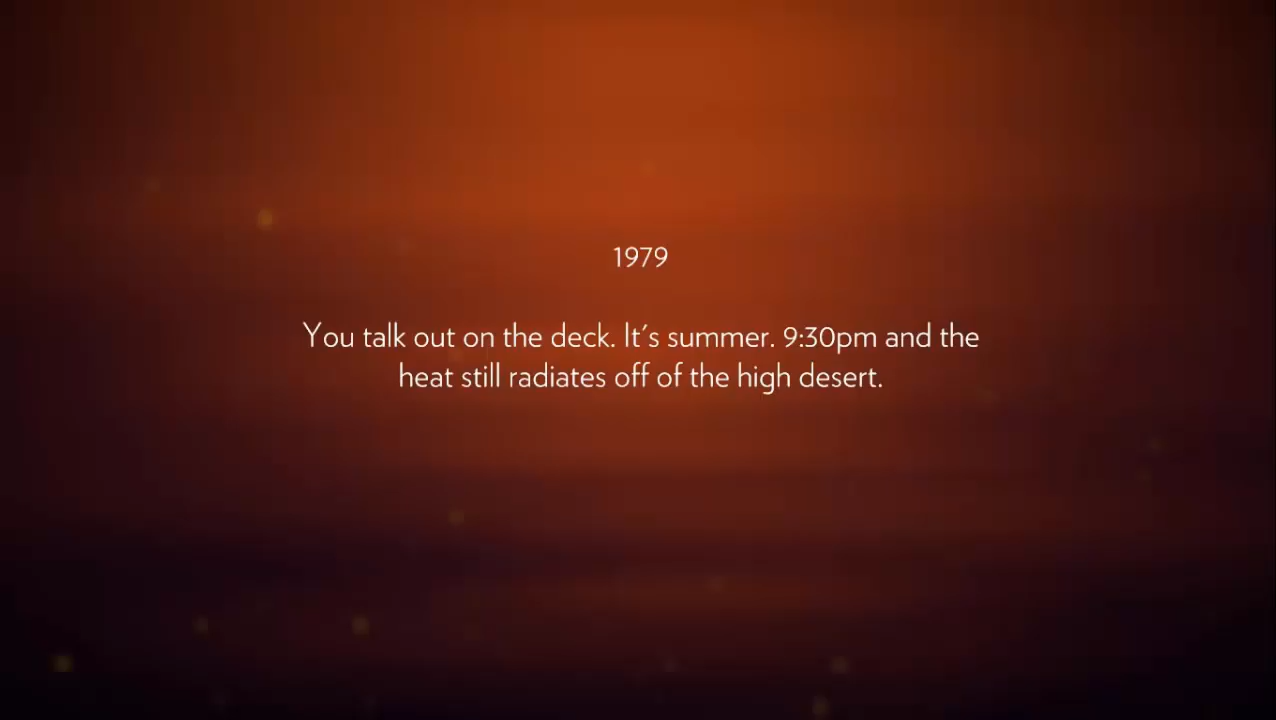 1979
You talk out on the deck. It's summer. 9:30pm and the
heat still radiates off of the high desert.